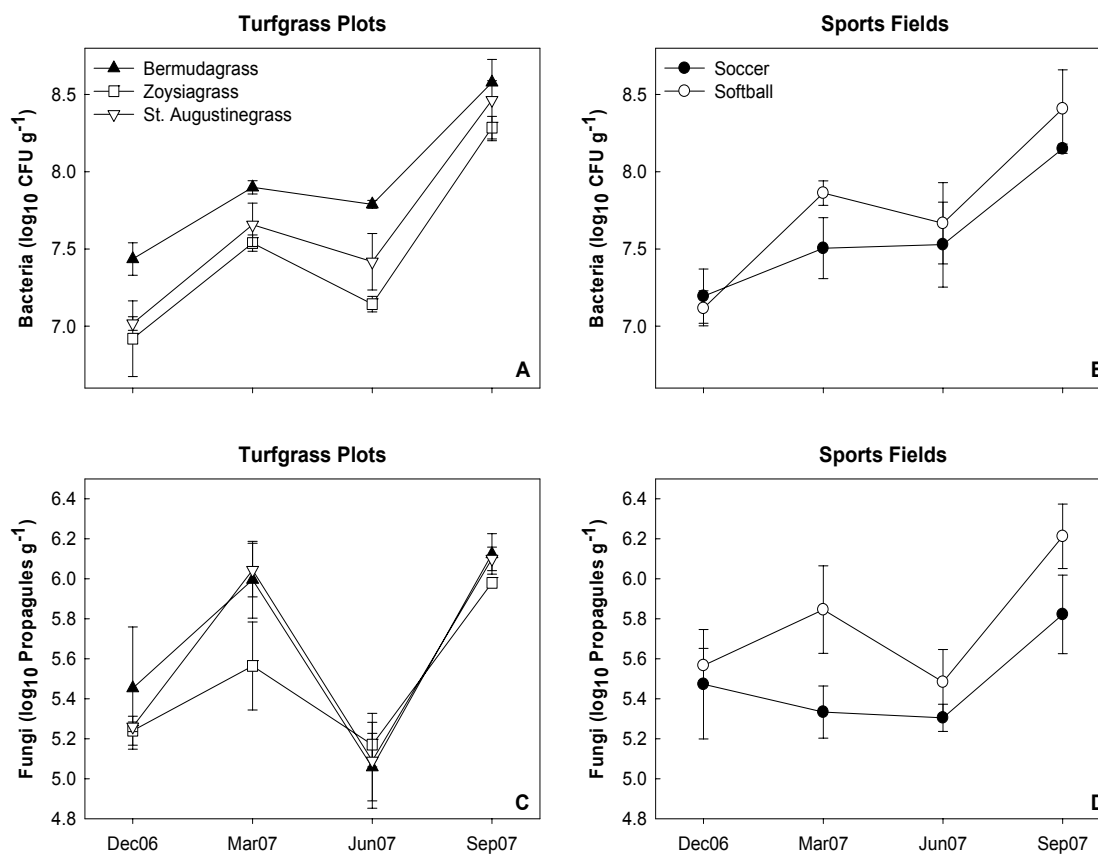 Turfgrass Plots
Bacteria (log10 CFU g-1)
8.5
8.0
7.5
7.0
Bermudagrass
Zoysiagrass
St. Augustinegrass
A
Sports Fields
Bacteria (log10 CFU g-1)
8.5
8.0
7.5
7.0
Soccer
Softball
B
Turfgrass Plots
Fungi (log10 Propagules g-1)
6.4
6.2
6.0
5.8
5.6
5.4
5.2
5.0
4.8
C
Dec06 Mar07 Jun07 Sep07
Sports Fields
Fungi (log10 Propagules g-1)
6.4
6.2
6.0
5.8
5.6
5.4
5.2
5.0
4.8
D
Dec06 Mar07 Jun07 Sep07